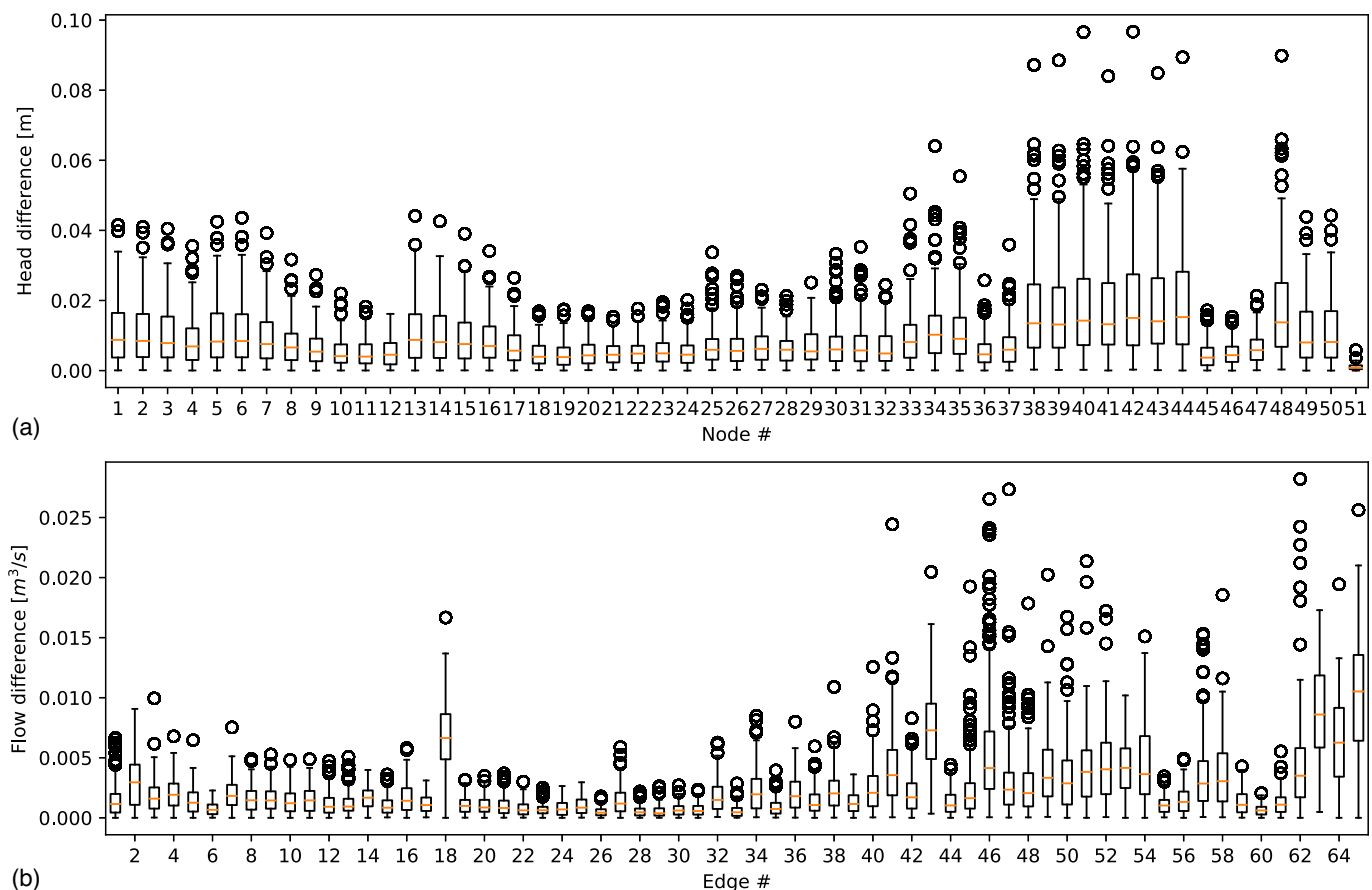 0.10
0.08
0.06
0.04
0.02
0.00
Head difference [m]
1 2 3 4 5 6 7 8 9 10 11 12 13 14 15 16 17 18 19 20 21 22 23 24 25 26 27 28 29 30 31 32 33 34 35 36 37 38 39 40 41 42 43 44 45 46 47 48 49 50 51
(a)
Node #
0.025
0.020
0.015
0.010
0.005
0.000
Flow difference [m³/s]
2 4 6 8 10 12 14 16 18 20 22 24 26 28 30 32 34 36 38 40 42 44 46 48 50 52 54 56 58 60 62 64
(b)
Edge #